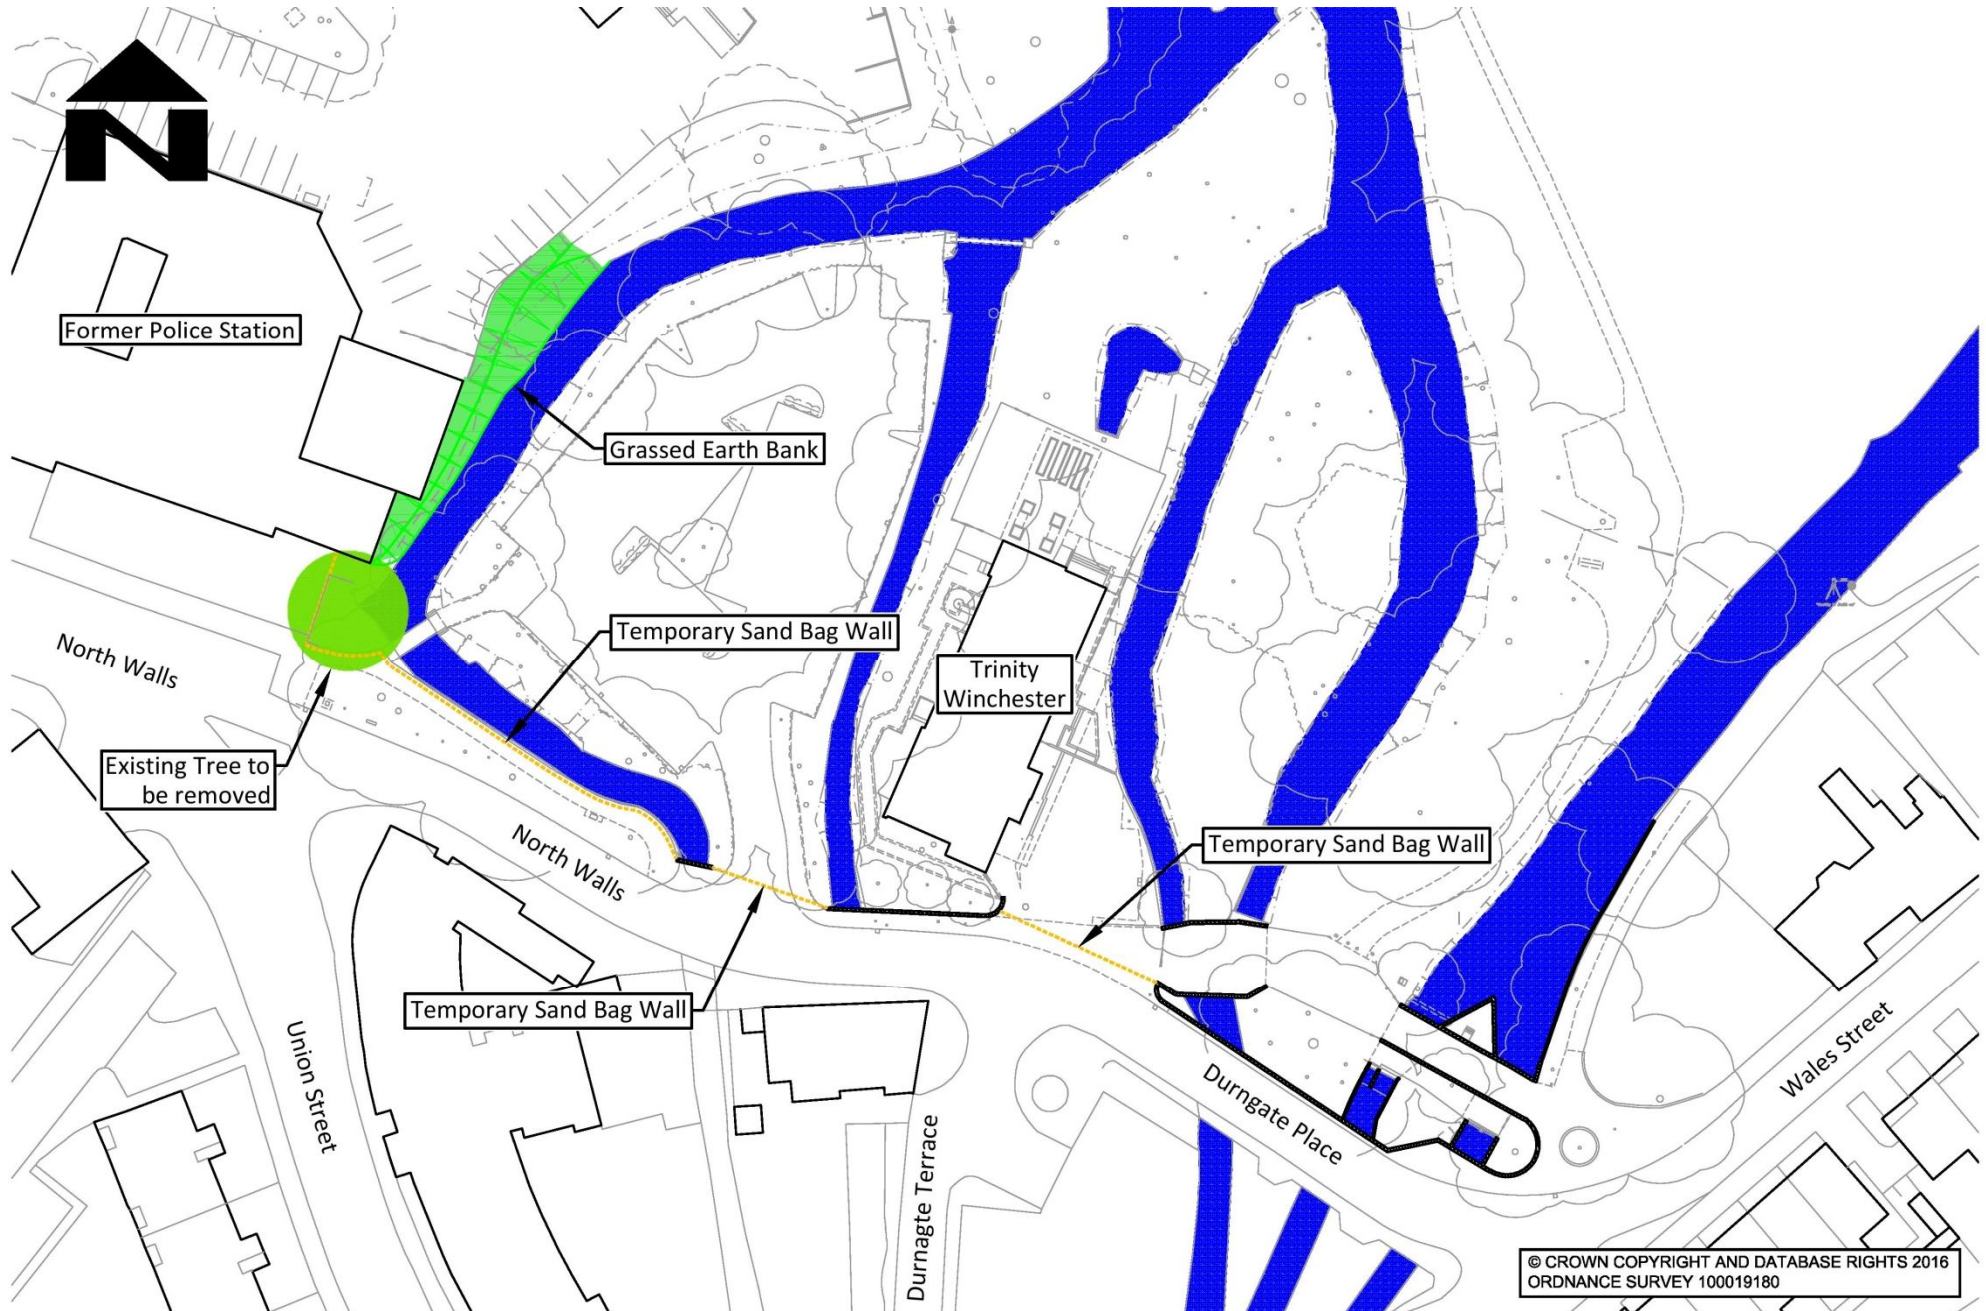 N
Former Police Station
Grassed Earth Bank
Temporary Sand Bag Wall
North Walls
Trinity
Winchester
Existing Tree to
be removed
North Walls
Temporary Sand Bag Wall
Temporary Sand Bag Wall
Union Street
Durnagte Terrace
Durngate Place
Wales Street
© CROWN COPYRIGHT AND DATABASE RIGHTS 2016
ORDNANCE SURVEY 100019180